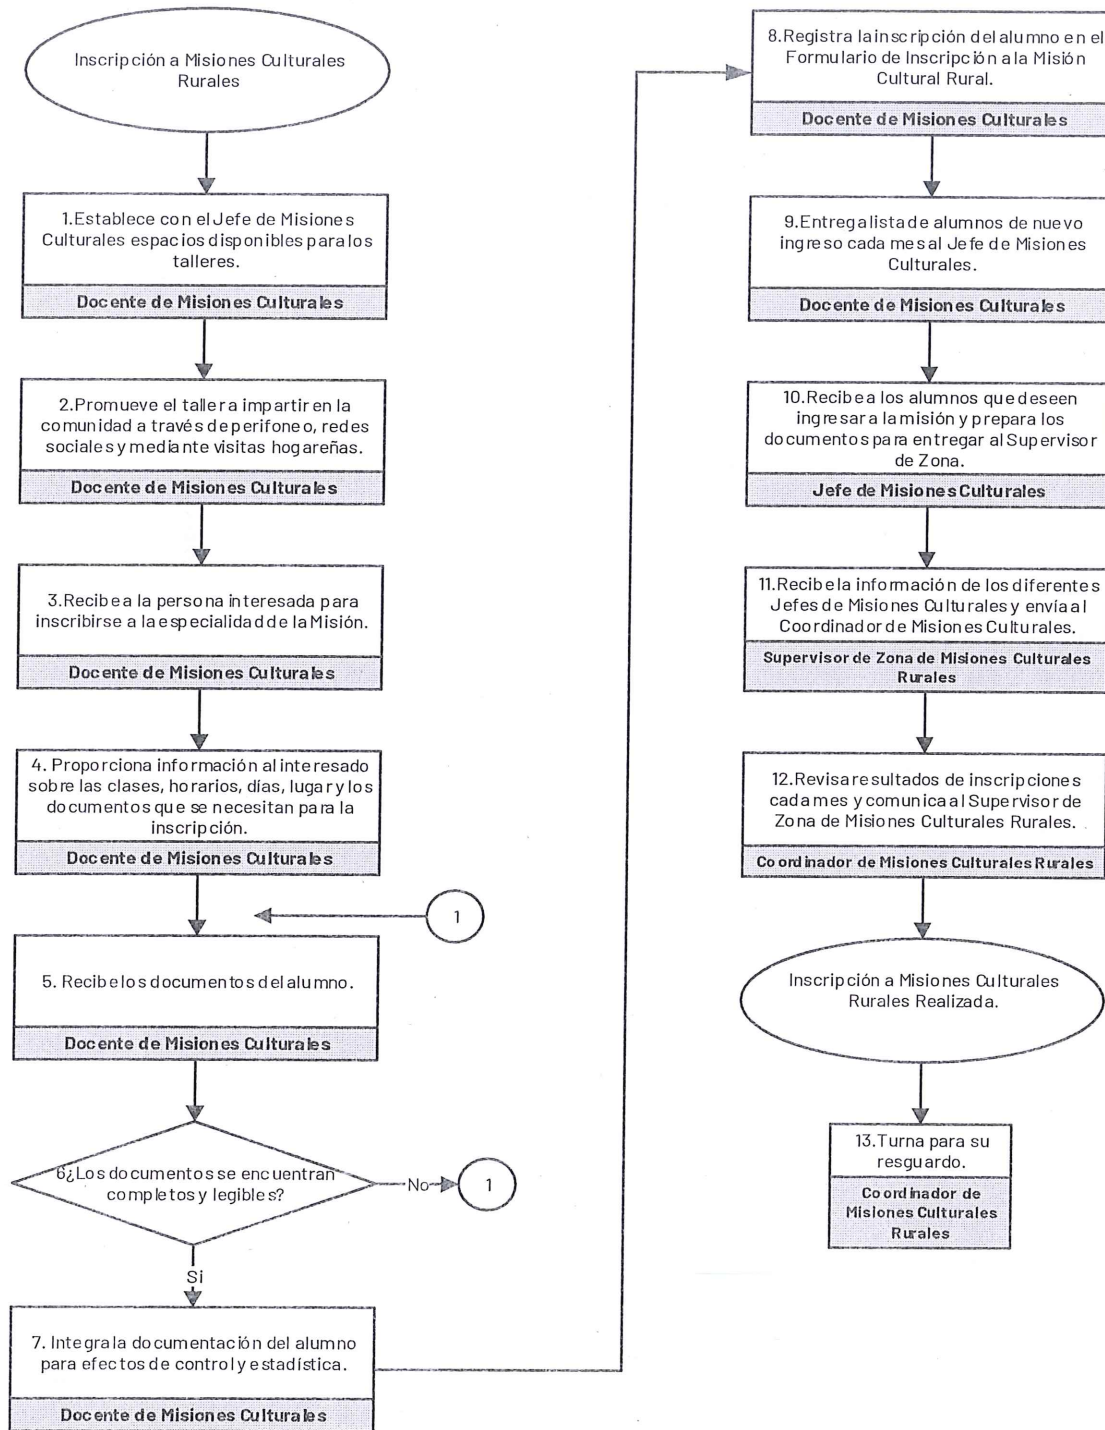 Inscripción a Misiones Culturales
Rurales
1.Establece con el Jefe de Misiones
Culturales espacios disponibles para los
talleres.
Docente de Misiones Culturales
2.Promueve el taller a impartir en la
comunidad a través de perifoneo, redes
sociales y mediante visitas hogareñas.
Docente de Misiones Culturales
3.Recibe a la persona interesada para
inscribirse a la especialidad de la Misión.
Docente de Misiones Culturales
4. Proporciona información al interesado
sobre las clases, horarios, días, lugar y los
documentos que se necesitan para la
inscripción.
Docente de Misiones Culturales
1
5. Recibe los documentos del alumno.
Docente de Misiones Culturales
6¿Los documentos se encuentran
completos y legibles?
No
1
Si
7. Integra la documentación del alumno
para efectos de control y estadística.
Docente de Misiones Culturales
8.Registra la inscripción del alumno en el
Formulario de Inscripción a la Misión
Cultural Rural.
Docente de Misiones Culturales
9.Entrega lista de alumnos de nuevo
ingreso cada mes al Jefe de Misiones
Culturales.
Docente de Misiones Culturales
10.Recibe a los alumnos que deseen
ingresar a la misión y prepara los
documentos para entregar al Supervisor
de Zona.
Jefe de Misiones Culturales
11.Recibe la información de los diferentes
Jefes de Misiones Culturales y envía al
Coordinador de Misiones Culturales.
Supervisor de Zona de Misiones Culturales
Rurales
12.Revisa resultados de inscripciones
cada mes y comunica al Supervisor de
Zona de Misiones Culturales Rurales.
Coordinador de Misiones Culturales Rurales
Inscripción a Misiones Culturales
Rurales Realizada.
13.Turna para su
resguardo.
Coordinador de
Misiones Culturales
Rurales